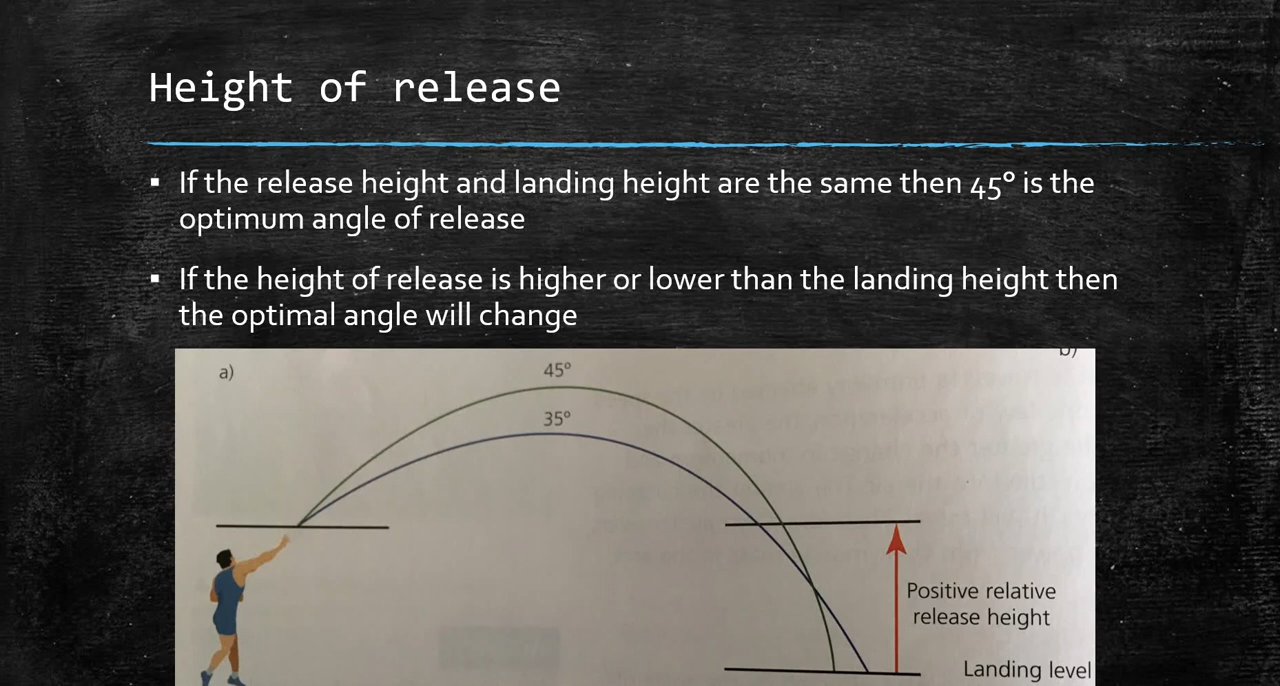 Height of release
▪ If the release height and landing height are the same then 45° is the
optimum angle of release
▪ If the height of release is higher or lower than the landing height then
the optimal angle will change
a)
b)
45°
35°
Positive relative
release height
Landing level